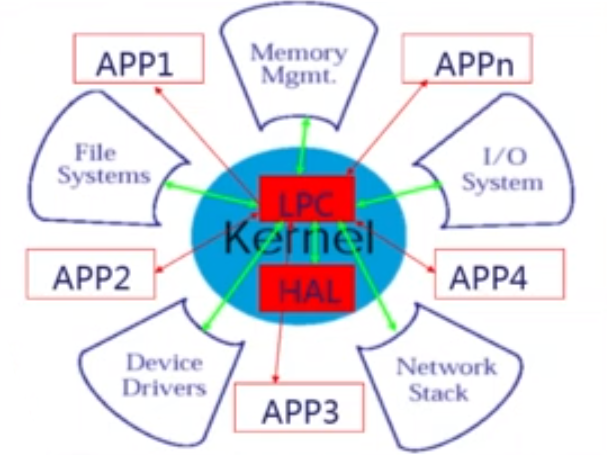 Memory
Mgmt.
APP1
APPn
File
Systems
I/O
System
LPC
Kernel
HAL
APP2
APP4
Device
Drivers
Network
Stack
APP3